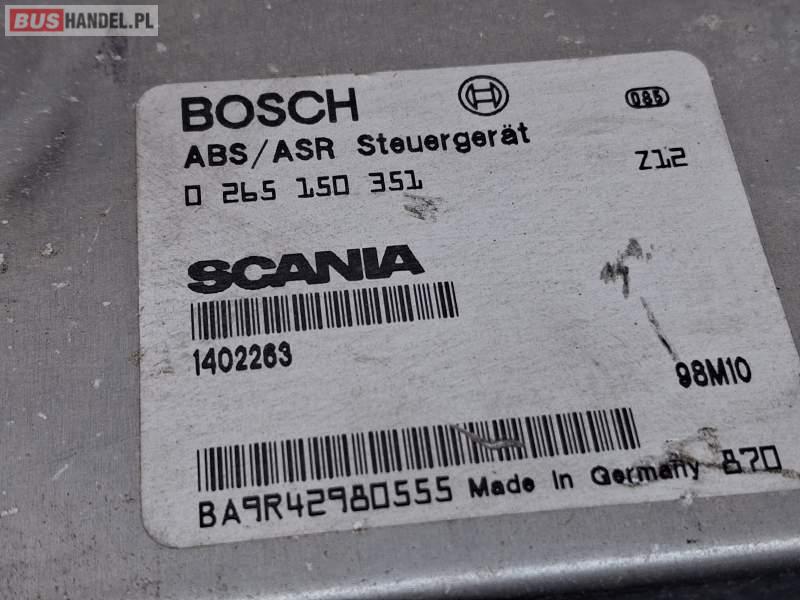 BUSHANDEL.PL
BOSCH
085
ABS/ASR Steuergerät
0 265 150 351
Z12
SCANIA
1402263
98M10
BA9R42980555 Made in Germany 870